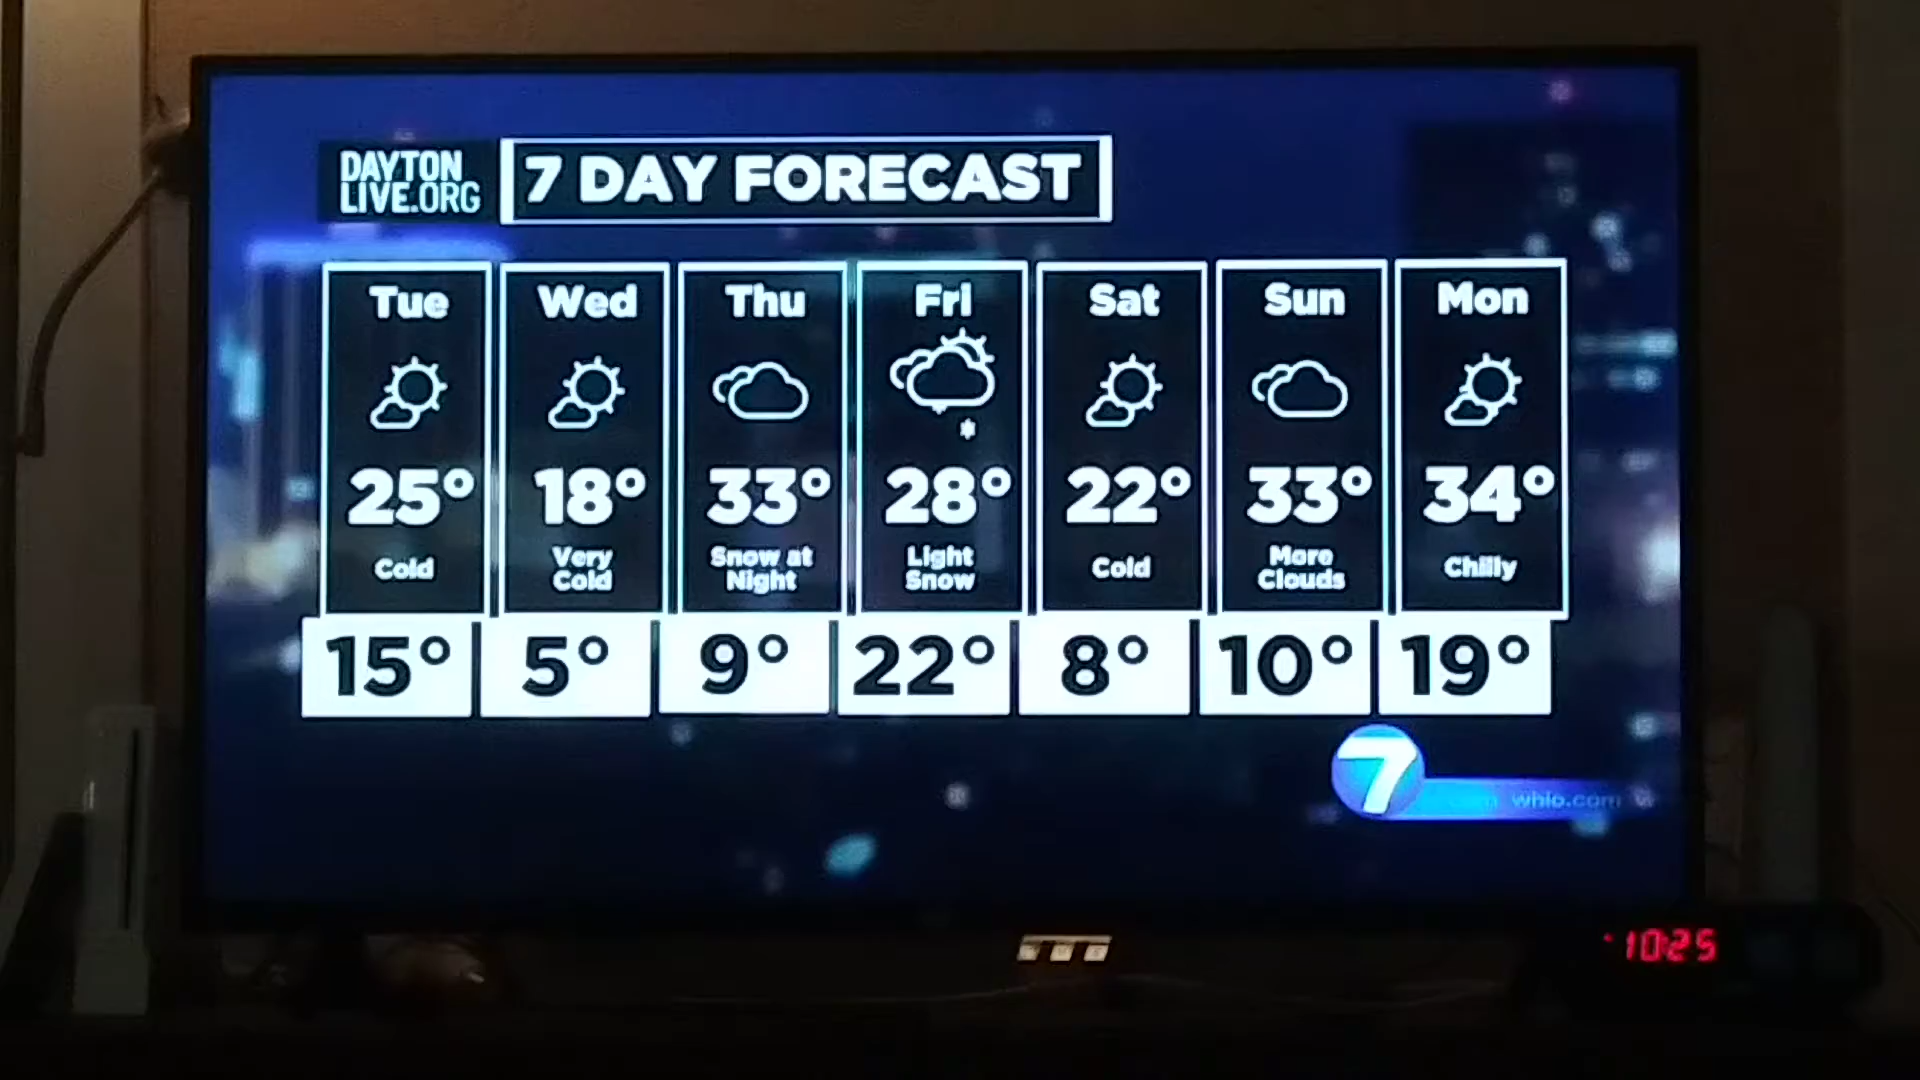 DAYTON
LIVE.ORG
7 DAY FORECAST
Tue
Wed
Thu
Fri
Sat
Sun
Mon
25°
18°
33°
28°
22°
33°
34°
Cold
Very
Cold
Snow at
Night
Light
Snow
Cold
More
Clouds
Chilly
15°
5°
9°
22°
8°
10°
19°
7
whio.com
10:25